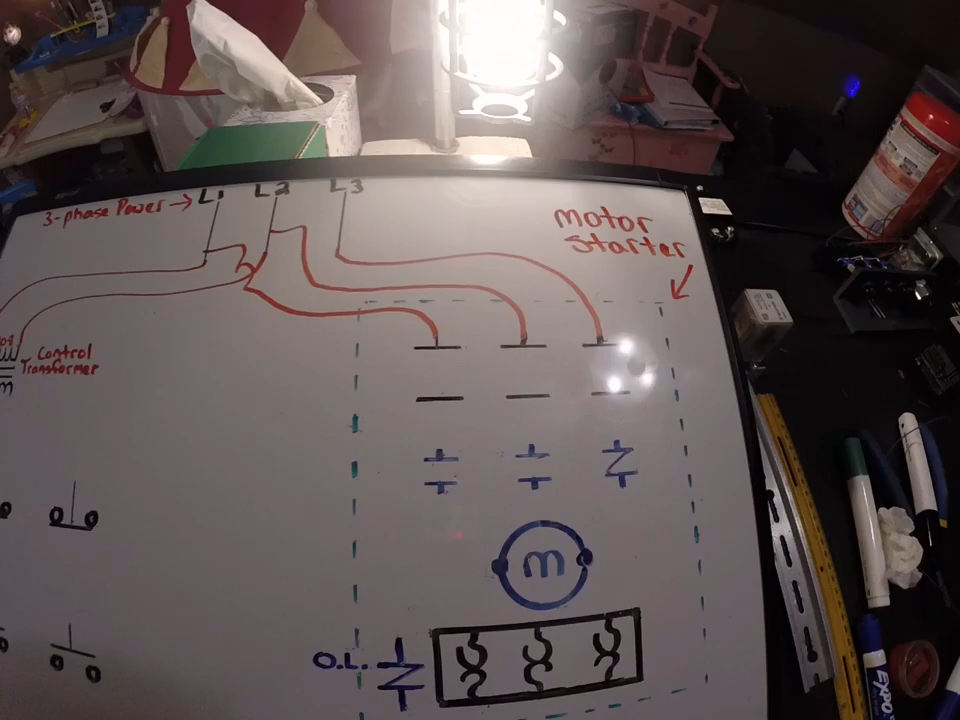 L1 L2 L3
3-phase Power →
motor
starter
Control
Transformer
m
O.L.
EXPO